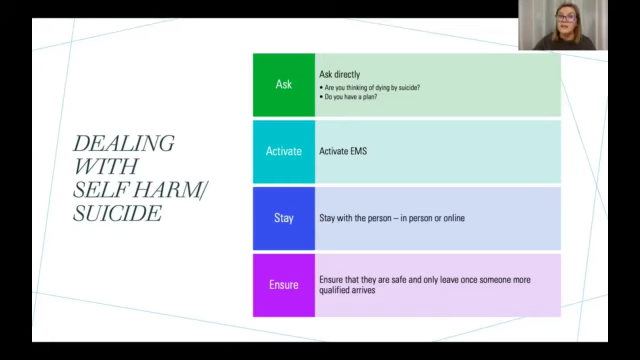 DEALING
WITH
SELF HARM/
SUICIDE
Ask
Ask directly
• Are you thinking of dying by suicide?
• Do you have a plan?
Activate
Activate EMS
Stay
Stay with the person – in person or online
Ensure
Ensure that they are safe and only leave once someone more
qualified arrives